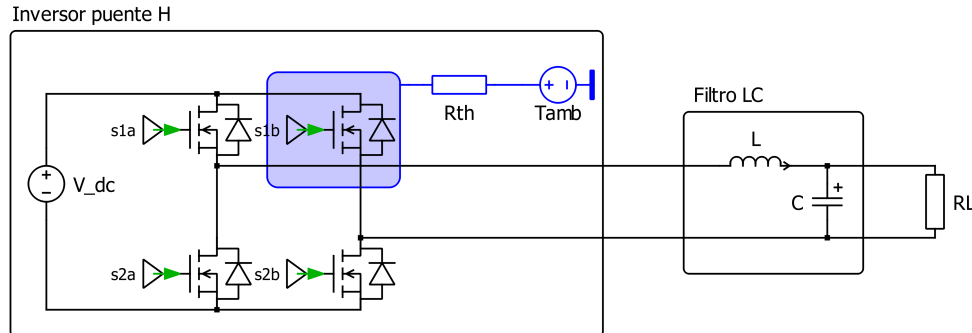 Inversor puente H
Rth
Tamb
Filtro LC
s1a
s1b
L
V_dc
C
RL
s2a
s2b